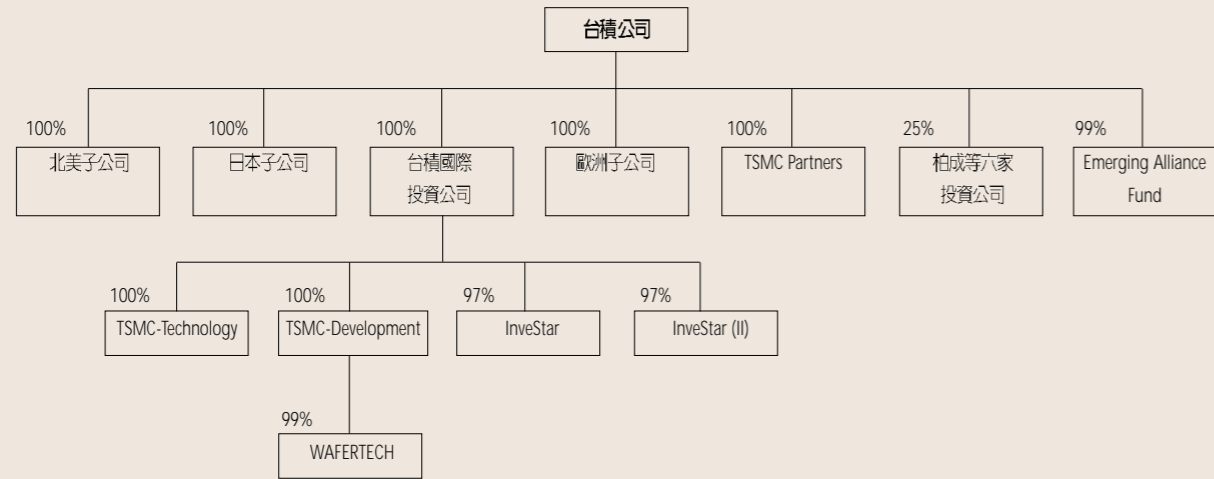 台積公司
100%
100%
100%
100%
100%
25%
99%
北美子公司
日本子公司
台積國際
投資公司
歐洲子公司
TSMC Partners
柏成等六家
投資公司
Emerging Alliance
Fund
100%
100%
97%
97%
TSMC-Technology
TSMC-Development
InveStar
InveStar (II)
99%
WAFERTECH